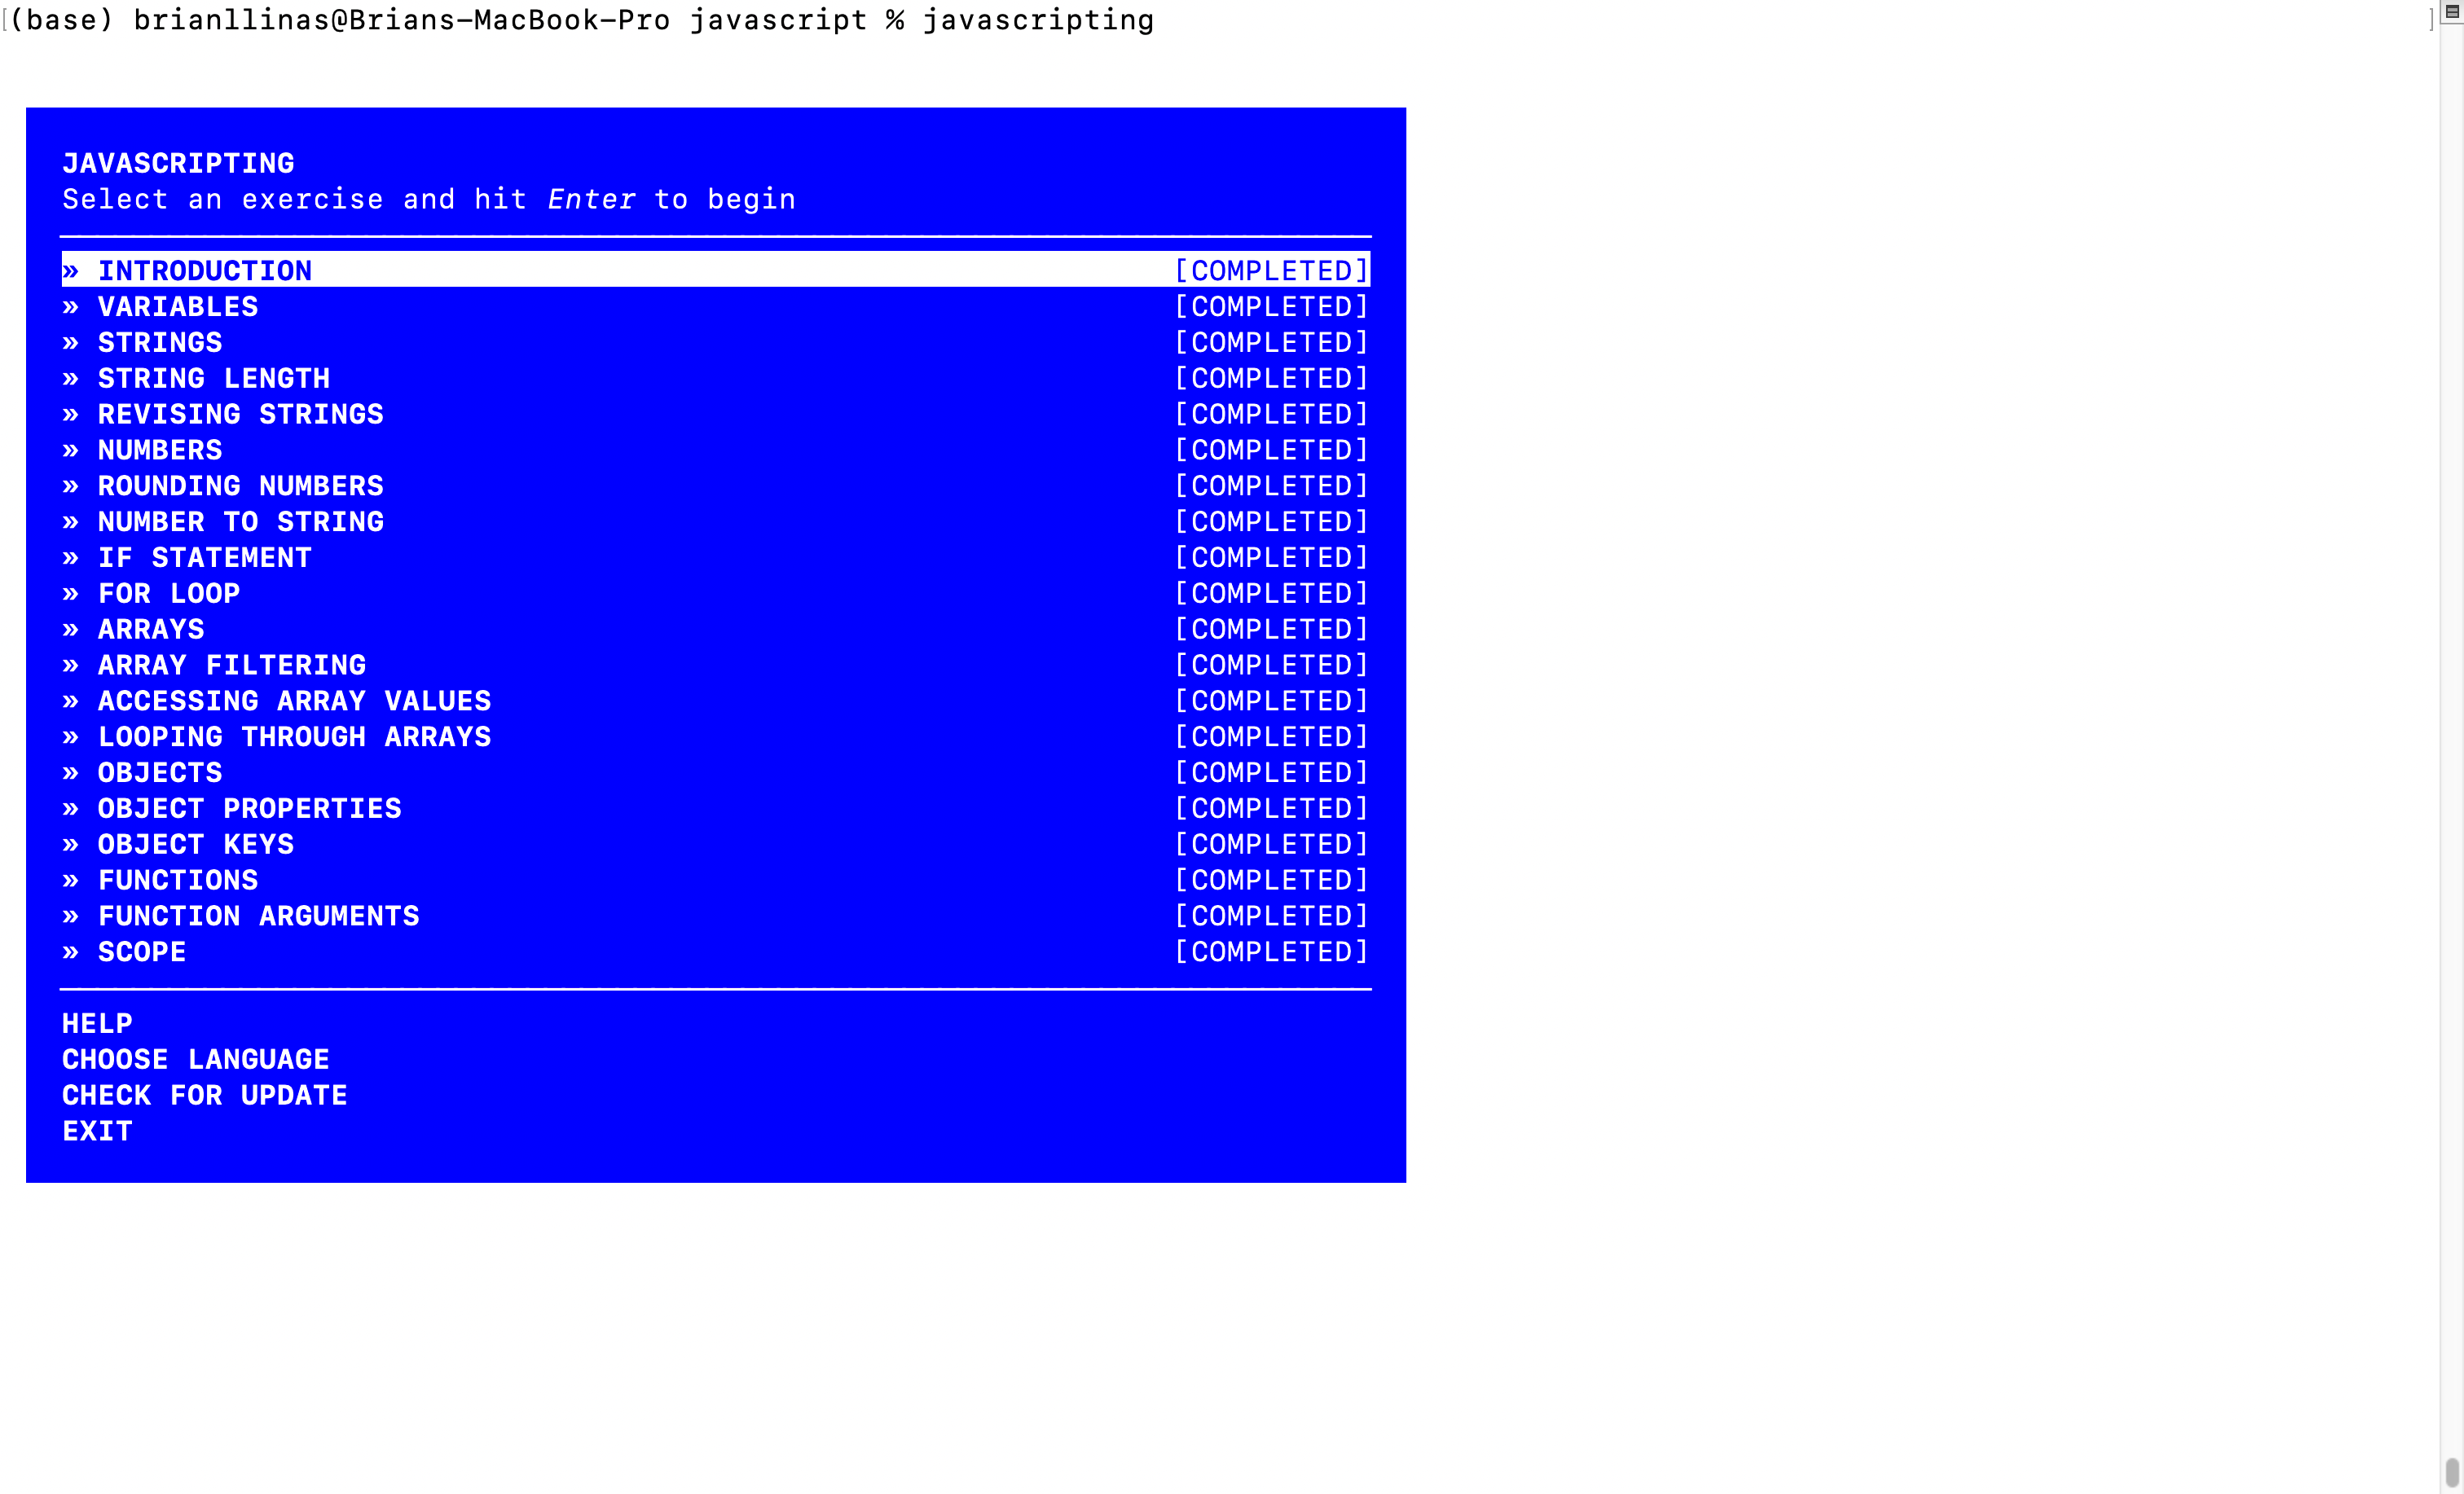 [(base) brianllinas@Brians-MacBook-Pro javascript % javascripting ]
JAVASCRIPTING
Select an exercise and hit Enter to begin
» INTRODUCTION [COMPLETED]
» VARIABLES [COMPLETED]
» STRINGS [COMPLETED]
» STRING LENGTH [COMPLETED]
» REVISING STRINGS [COMPLETED]
» NUMBERS [COMPLETED]
» ROUNDING NUMBERS [COMPLETED]
» NUMBER TO STRING [COMPLETED]
» IF STATEMENT [COMPLETED]
» FOR LOOP [COMPLETED]
» ARRAYS [COMPLETED]
» ARRAY FILTERING [COMPLETED]
» ACCESSING ARRAY VALUES [COMPLETED]
» LOOPING THROUGH ARRAYS [COMPLETED]
» OBJECTS [COMPLETED]
» OBJECT PROPERTIES [COMPLETED]
» OBJECT KEYS [COMPLETED]
» FUNCTIONS [COMPLETED]
» FUNCTION ARGUMENTS [COMPLETED]
» SCOPE [COMPLETED]
HELP
CHOOSE LANGUAGE
CHECK FOR UPDATE
EXIT